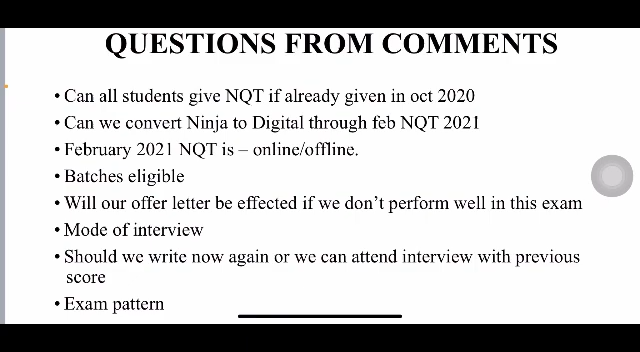 QUESTIONS FROM COMMENTS
• Can all students give NQT if already given in oct 2020
• Can we convert Ninja to Digital through feb NQT 2021
• February 2021 NQT is – online/offline.
• Batches eligible
• Will our offer letter be effected if we don't perform well in this exam
• Mode of interview
• Should we write now again or we can attend interview with previous
score
• Exam pattern